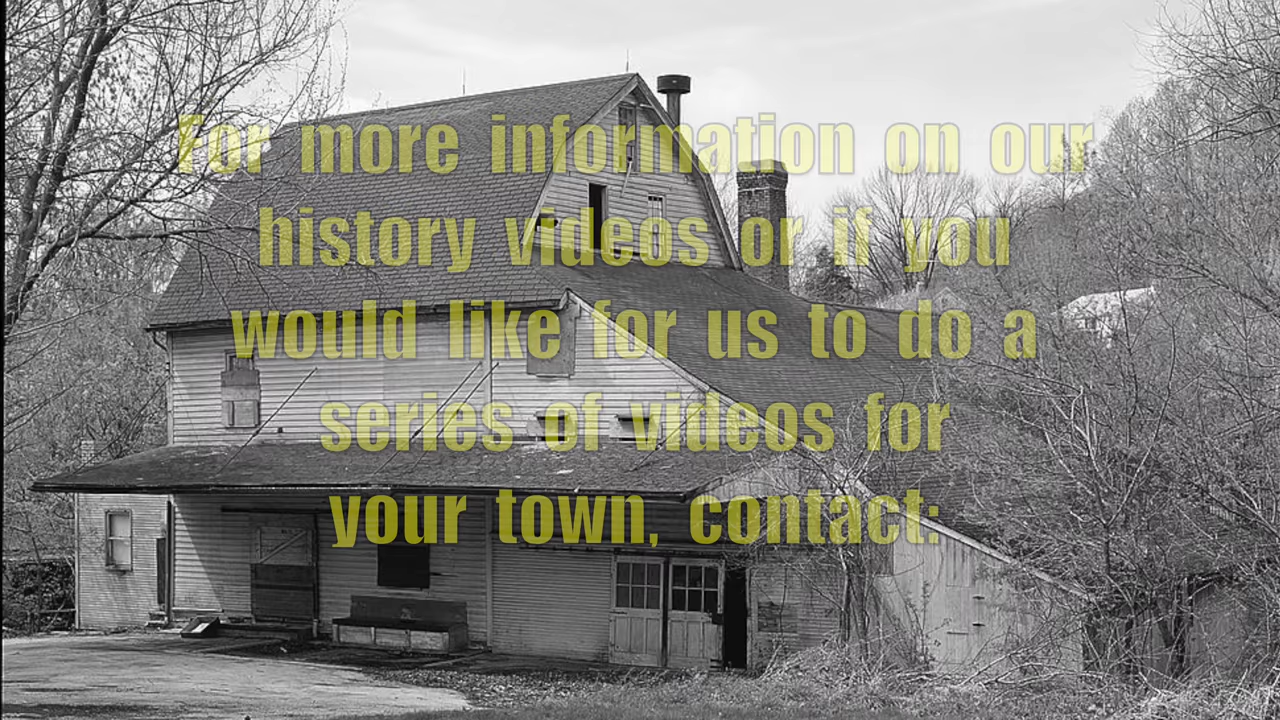 For more information on our
history videos or if you
would like for us to do a
series of videos for
your town, contact: